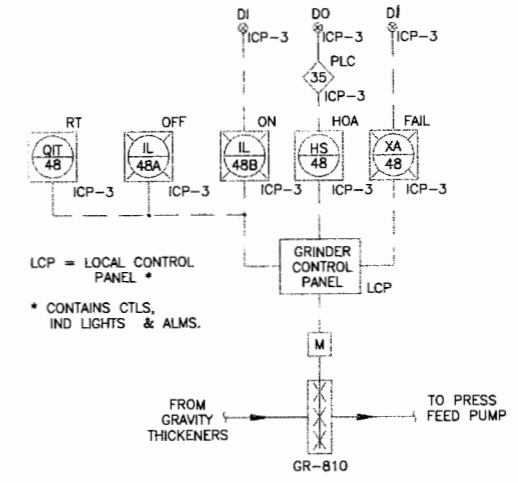 DI DO DI
ICP-3 ICP-3 ICP-3
PLC
35
ICP-3
RT OFF ON HOA FAIL
QIT IL IL HS XA
48 48A 48B 48 48
ICP-3 ICP-3 ICP-3 ICP-3 ICP-3
GRINDER
CONTROL
PANEL
LCP
LCP = LOCAL CONTROL
PANEL *
* CONTAINS CTLS,
IND LIGHTS & ALMS.
M
FROM
GRAVITY
THICKENERS
TO PRESS
FEED PUMP
GR-810